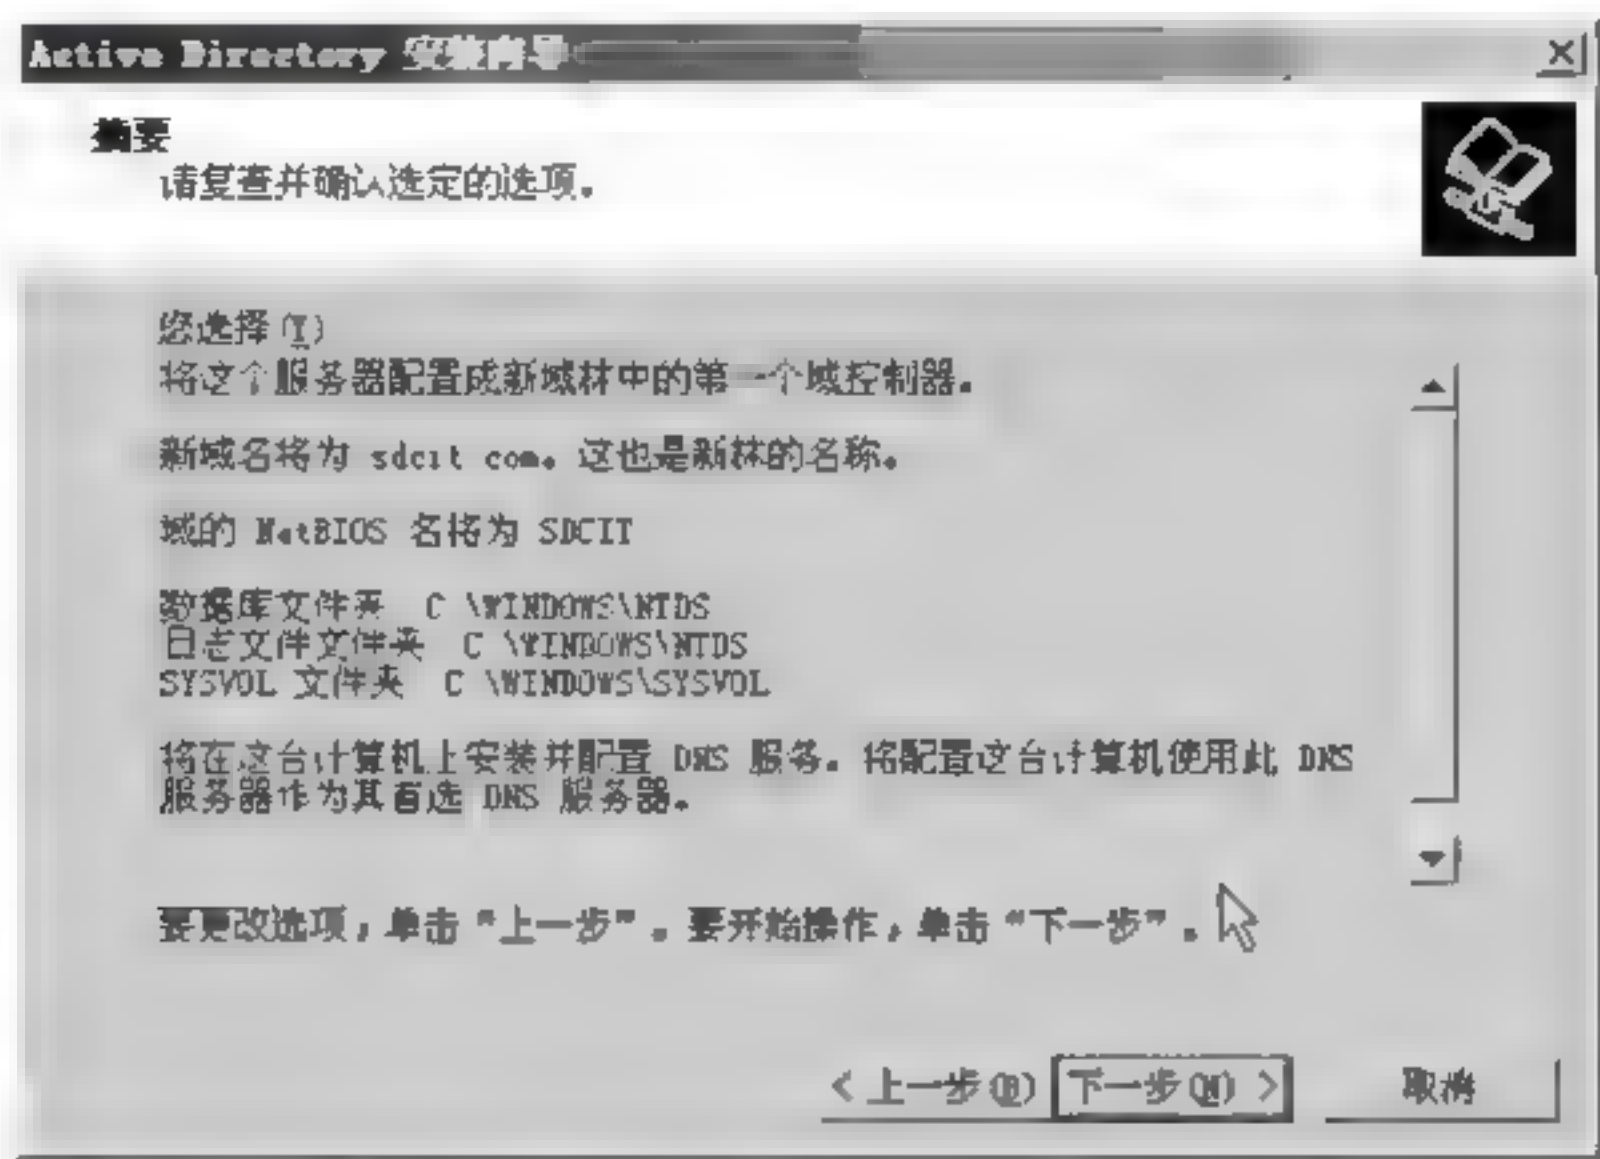 Active Directory 安装向导
摘要
请复查并确认选定的选项。
您选择(I)
将这个服务器配置成新域林中的第一个域控制器。
新域名将为 sdcit com。这也是新林的名称。
域的 NetBIOS 名将为 SDCIT
数据库文件夹 C \WINDOWS\NTDS
日志文件文件夹 C \WINDOWS\NTDS
SYSVOL 文件夹 C \WINDOWS\SYSVOL
将在这台计算机上安装并配置 DNS 服务。将配置这台计算机使用此 DNS
服务器作为其首选 DNS 服务器。
要更改选项，单击“上一步”。要开始操作，单击“下一步”。
< 上一步(B)
下一步(N) >
取消